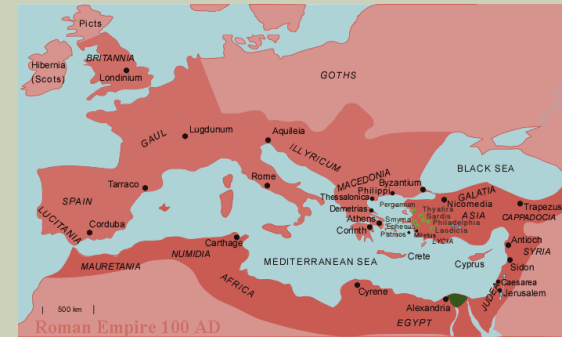 Picts
Hibernia
(Scots)
BRITANNIA
Londinium
GOTHS
GAUL
Lugdunum
Aquileia
ILLYRICUM
BLACK SEA
Tarraco
Rome
MACEDONIA
Byzantium
Philippi
Thessalonica
Pergamum
GALATIA
Nicomedia
Trapezus
SPAIN
LUCITANIA
Demetrias
Thyatira
Sardis
ASIA
CAPPADOCIA
Athens
Smyrna
Philadelphia
Corduba
Corinth
Ephesus
Laodicia
Patmos
Miletus
LYCIA
Carthage
Antioch
SYRIA
MAURETANIA
NUMIDIA
MEDITERRANEAN SEA
Crete
Cyprus
Sidon
AFRICA
Cyrene
Caesarea
JUDEA
Jerusalem
Alexandria
500 km
EGYPT
Roman Empire 100 AD